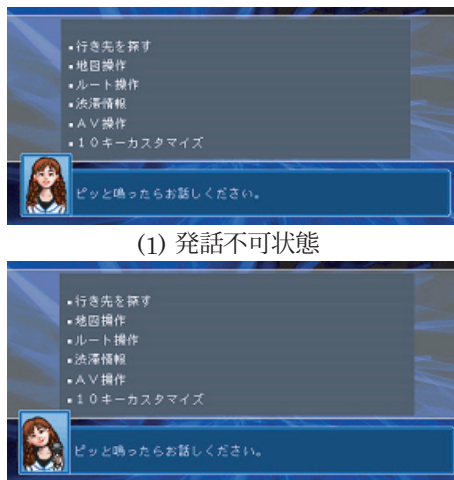 ▪行き先を探す
▪地図操作
▪ルート操作
▪渋滞情報
▪AV操作
▪10キーカスタマイズ
ピッと鳴ったらお話しください。
(1) 発話不可状態
▪行き先を探す
▪地図操作
▪ルート操作
▪渋滞情報
▪AV操作
▪10キーカスタマイズ
ピッと鳴ったらお話しください。